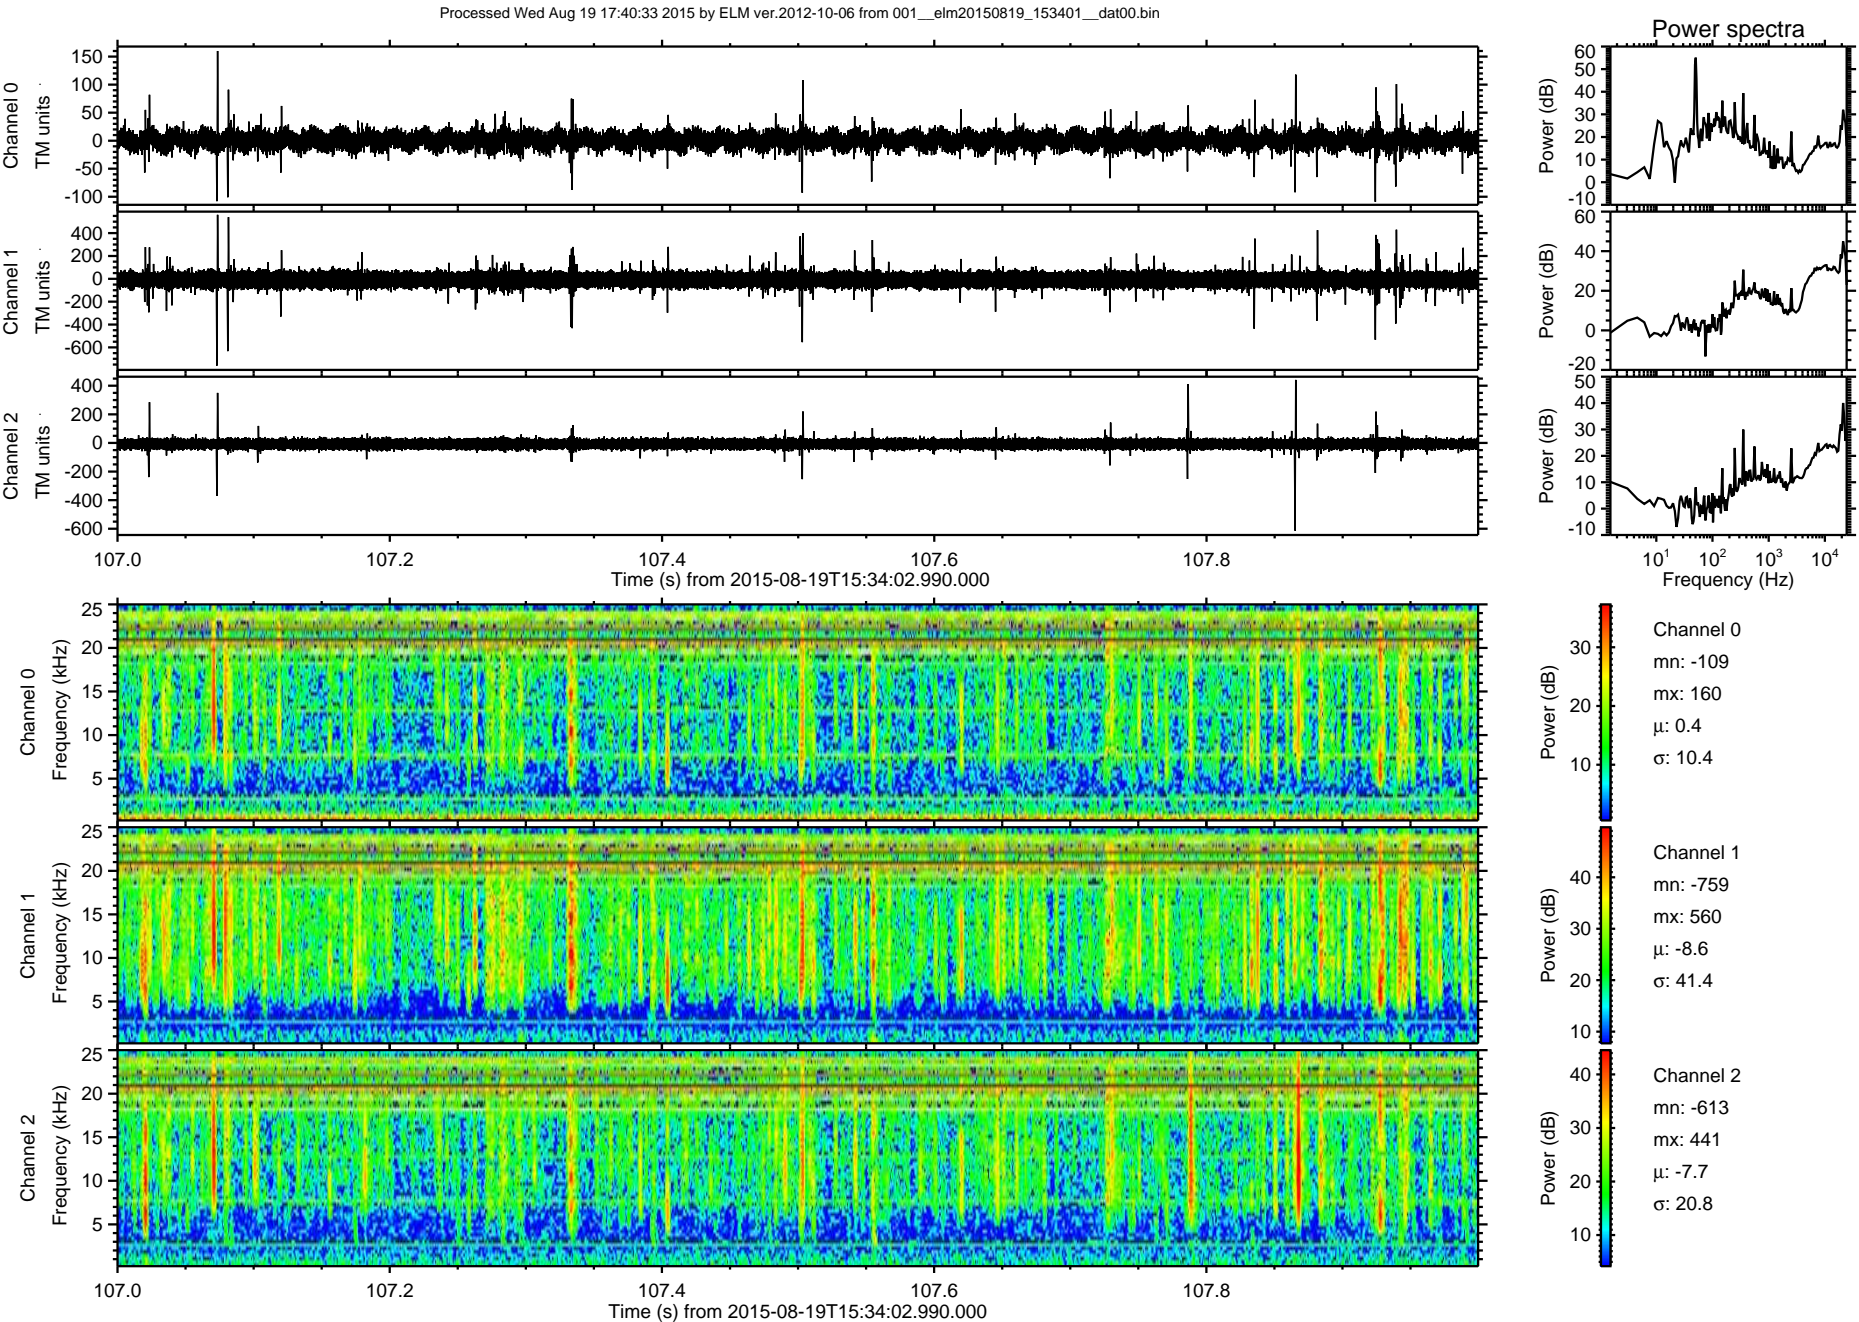 Processed Wed Aug 19 17:40:33 2015 by ELM ver.2012-10-06 from 001__elm20150819_153401__dat00.bin
Power spectra
Channel 0
TM units
150
100
50
0
-50
-100
Power (dB)
60
50
40
30
20
10
0
-10
Channel 1
TM units
400
200
0
-200
-400
-600
Power (dB)
60
40
20
0
-20
Channel 2
TM units
400
200
0
-200
-400
-600
Power (dB)
50
40
30
20
10
0
-10
107.0 107.2 107.4 107.6 107.8
Time (s) from 2015-08-19T15:34:02.990.000
10¹ 10² 10³ 10⁴
Frequency (Hz)
Channel 0
Frequency (kHz)
25
20
15
10
5
Power (dB)
30
20
10
Channel 0
mn: -109
mx: 160
μ: 0.4
σ: 10.4
Channel 1
Frequency (kHz)
25
20
15
10
5
Power (dB)
40
30
20
10
Channel 1
mn: -759
mx: 560
μ: -8.6
σ: 41.4
Channel 2
Frequency (kHz)
25
20
15
10
5
Power (dB)
40
30
20
10
Channel 2
mn: -613
mx: 441
μ: -7.7
σ: 20.8
107.0 107.2 107.4 107.6 107.8
Time (s) from 2015-08-19T15:34:02.990.000